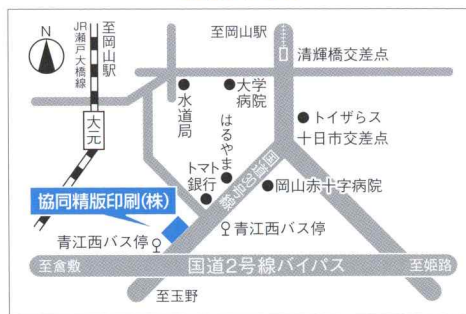 N
至岡山駅
JR瀬戸大橋線
至岡山駅
清輝橋交差点
水道局
大学
病院
トイザらス
十日市交差点
大元
はるやま
国道30号線
トマト
銀行
岡山赤十字病院
協同精版印刷(株)
青江西バス停
青江西バス停
至倉敷
国道2号線バイパス
至姫路
至玉野